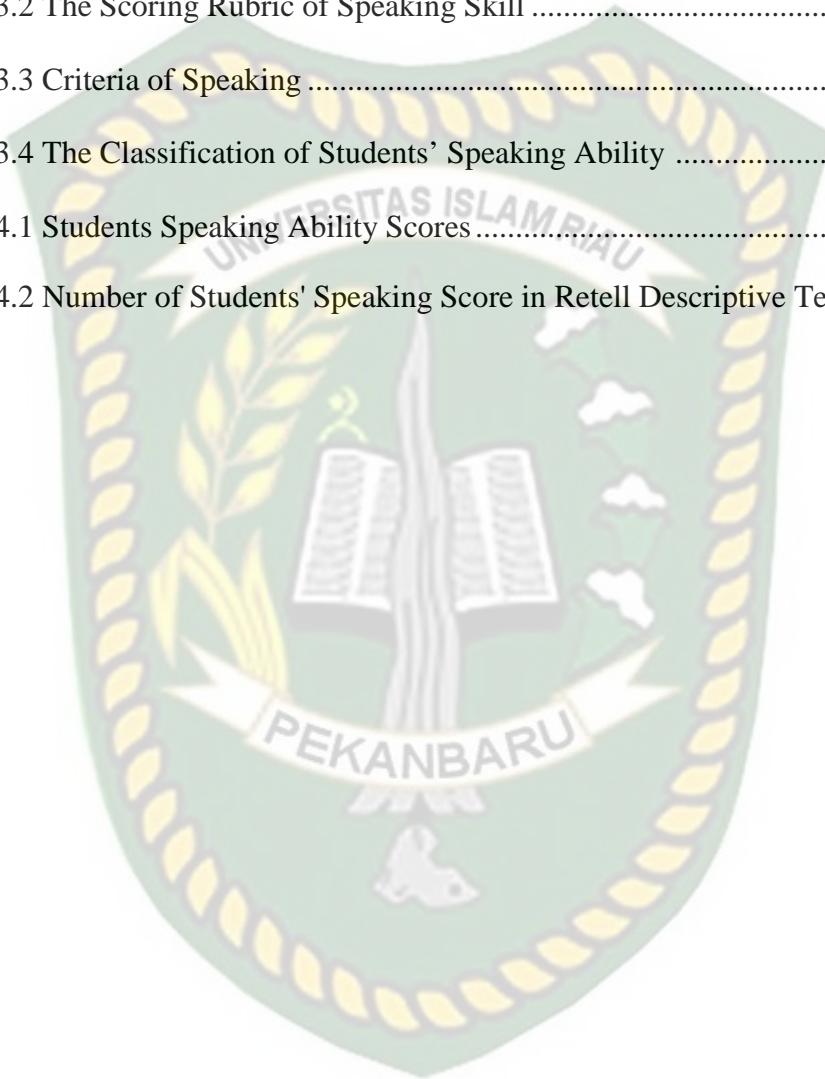 3.2 The Scoring Rubric of Speaking Skill ........................................
3.3 Criteria of Speaking ....................................................................
3.4 The Classification of Students’ Speaking Ability ....................
4.1 Students Speaking Ability Scores ..............................................
4.2 Number of Students' Speaking Score in Retell Descriptive Te
UNIVERSITAS ISLAM RIAU
PEKANBARU